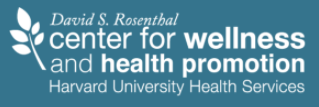 David S. Rosenthal
center for wellness
and health promotion
Harvard University Health Services